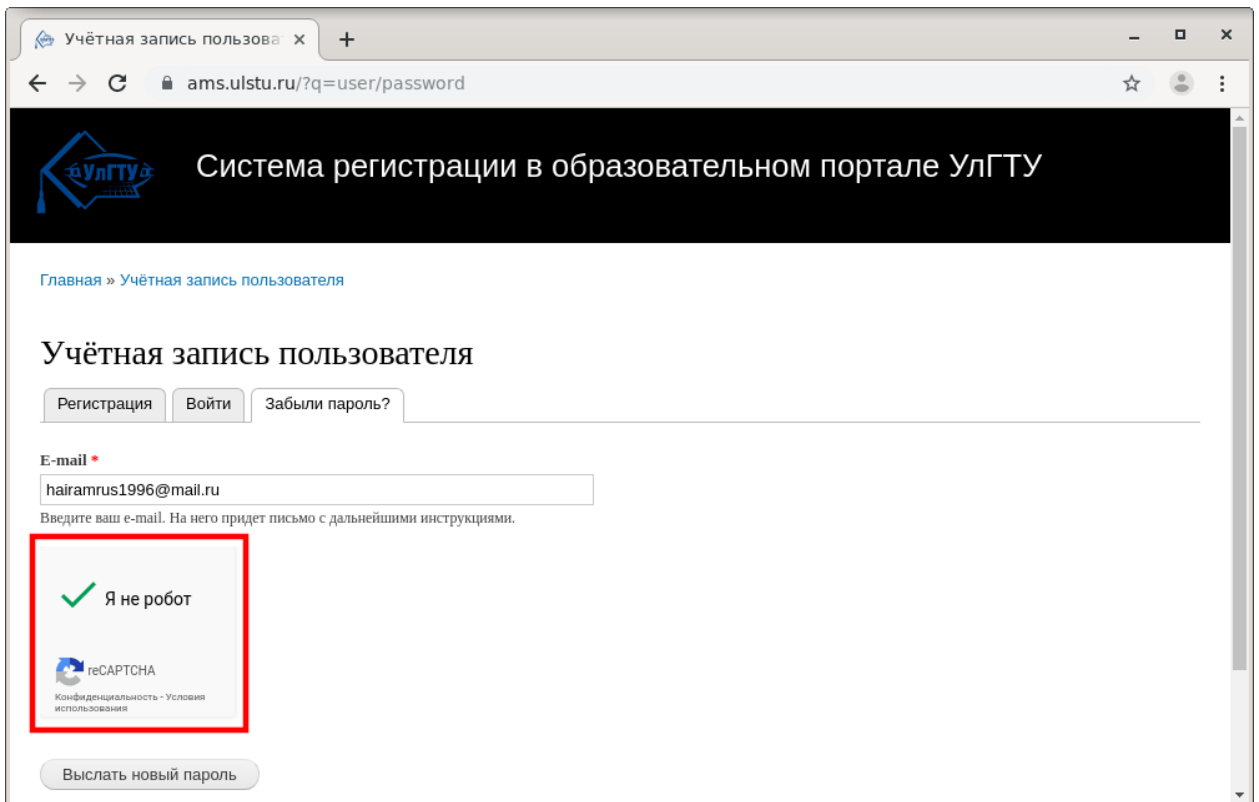 Учётная запись пользова
ams.ulstu.ru/?q=user/password
УлГТУ
Система регистрации в образовательном портале УлГТУ
Главная » Учётная запись пользователя
Учётная запись пользователя
Регистрация Войти Забыли пароль?
E-mail *
hairamrus1996@mail.ru
Введите ваш e-mail. На него придет письмо с дальнейшими инструкциями.
Я не робот
reCAPTCHA
Конфиденциальность - Условия
использования
Выслать новый пароль